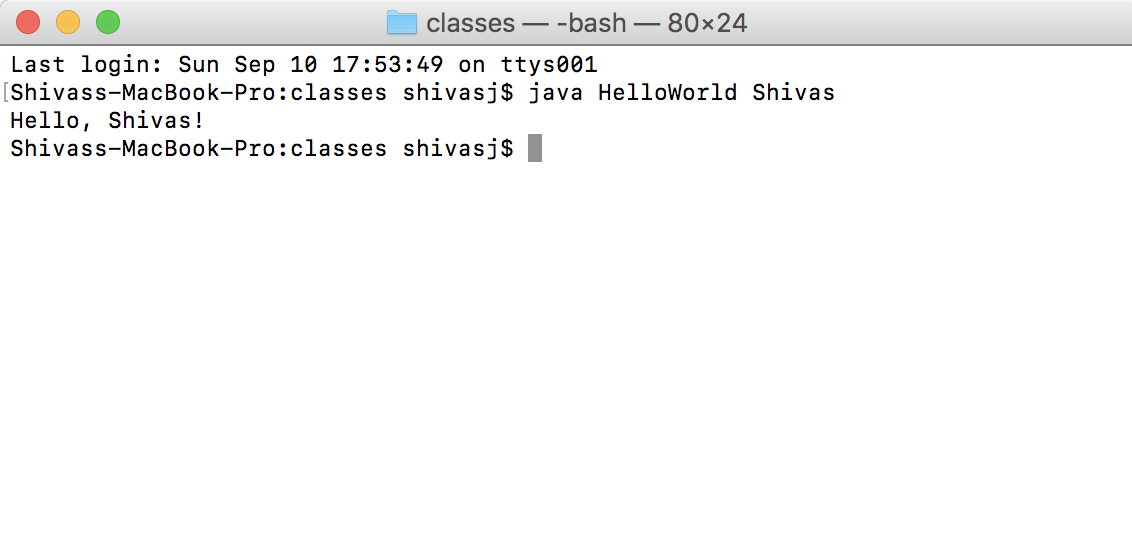 classes — -bash — 80×24
Last login: Sun Sep 10 17:53:49 on ttys001
[Shivass-MacBook-Pro:classes shivasj$ java HelloWorld Shivas
Hello, Shivas!
Shivass-MacBook-Pro:classes shivasj$